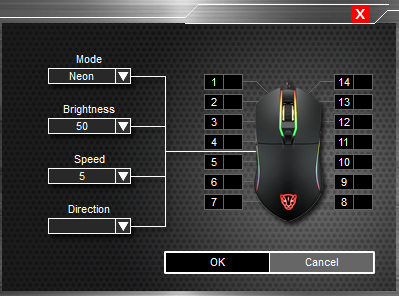 X
Mode
Neon
Brightness
50
Speed
5
Direction
1 14
2 13
3 12
4 11
5 10
6 9
7 8
OK Cancel